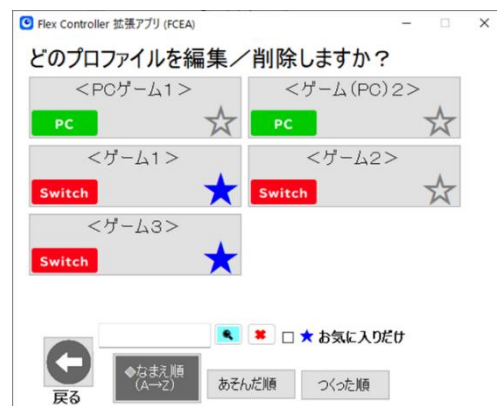 Flex Controller 拡張アプリ (FCEA)
どのプロファイルを編集／削除しますか？
＜PCゲーム1＞
PC
＜ゲーム(PC)2＞
PC
＜ゲーム1＞
Switch
＜ゲーム2＞
Switch
＜ゲーム3＞
Switch
★ お気に入りだけ
戻る
◆なまえ順
(A→Z)
あそんだ順
つくった順